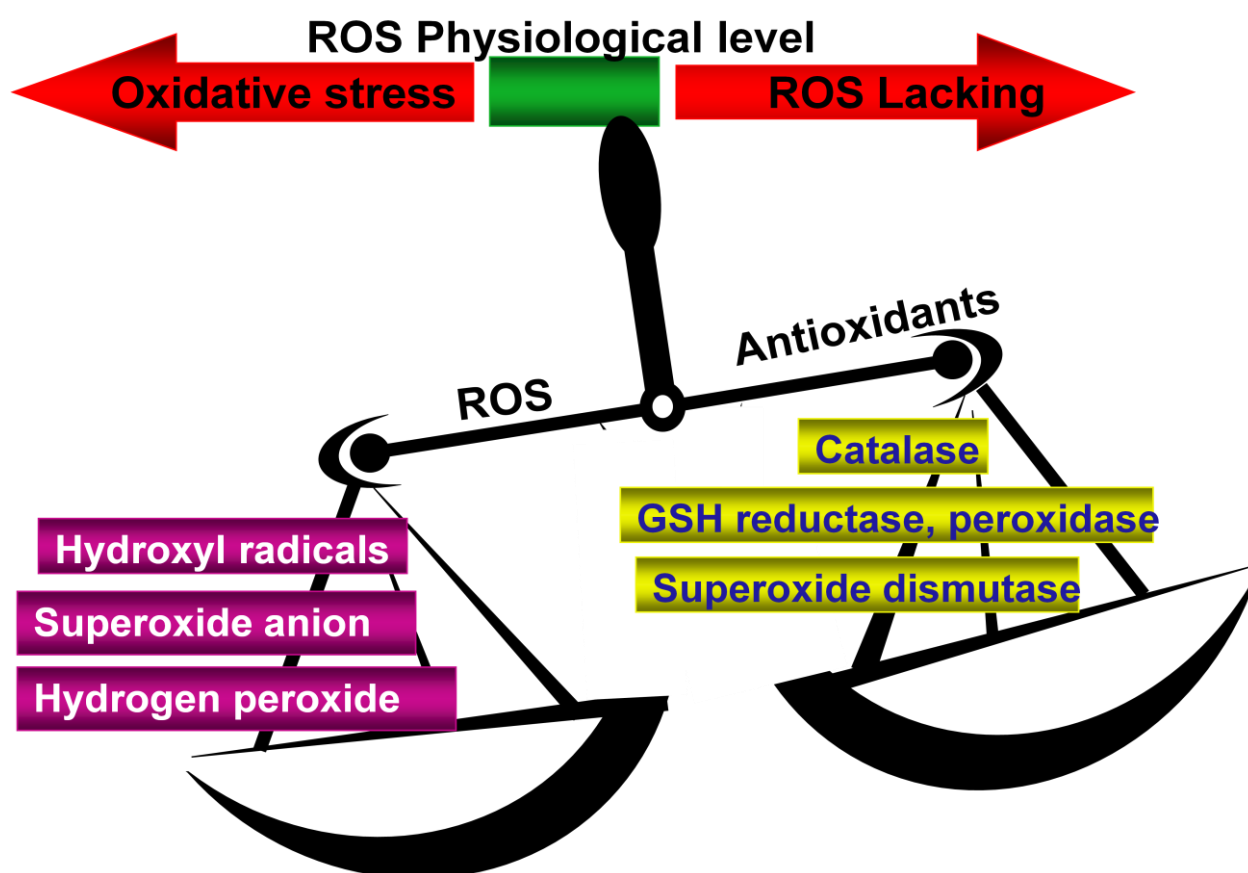 ROS Physiological level
Oxidative stress
ROS Lacking
Antioxidants
ROS
Catalase
GSH reductase, peroxidase
Superoxide dismutase
Hydroxyl radicals
Superoxide anion
Hydrogen peroxide